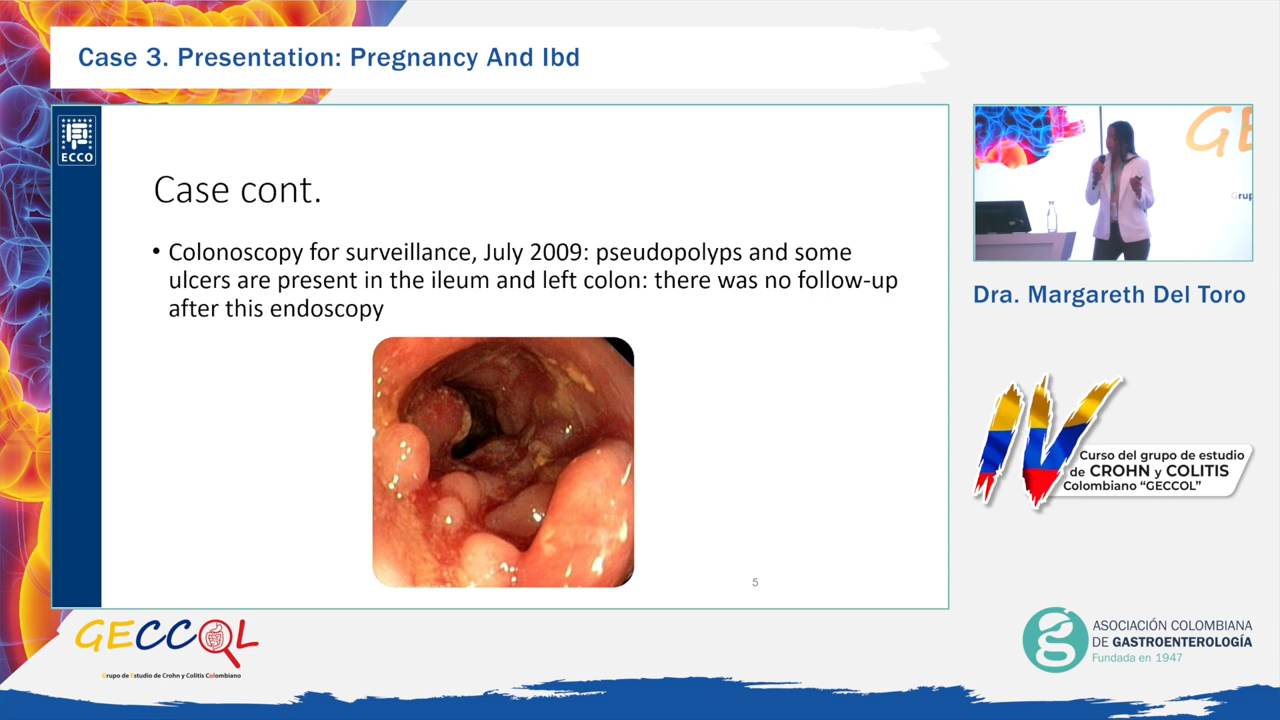 Case 3. Presentation: Pregnancy And Ibd
ECCO
Case cont.
• Colonoscopy for surveillance, July 2009: pseudopolyps and some
ulcers are present in the ileum and left colon: there was no follow-up
after this endoscopy
5
GE
Grup
Dra. Margareth Del Toro
IV
Curso del grupo de estudio
de CROHN y COLITIS
Colombiano “GECCOL”
GECCOL
Grupo de Estudio de Crohn y Colitis Colombiano
ASOCIACIÓN COLOMBIANA
DE GASTROENTEROLOGÍA
Fundada en 1947